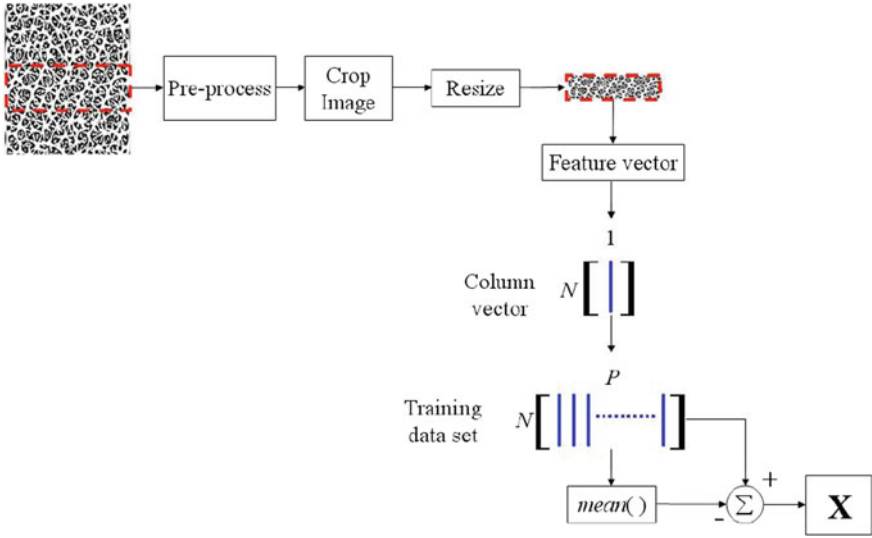 Pre-process
Crop
Image
Resize
Feature vector
1
Column
vector
N
P
Training
data set
N
mean()
Σ
+
-
X